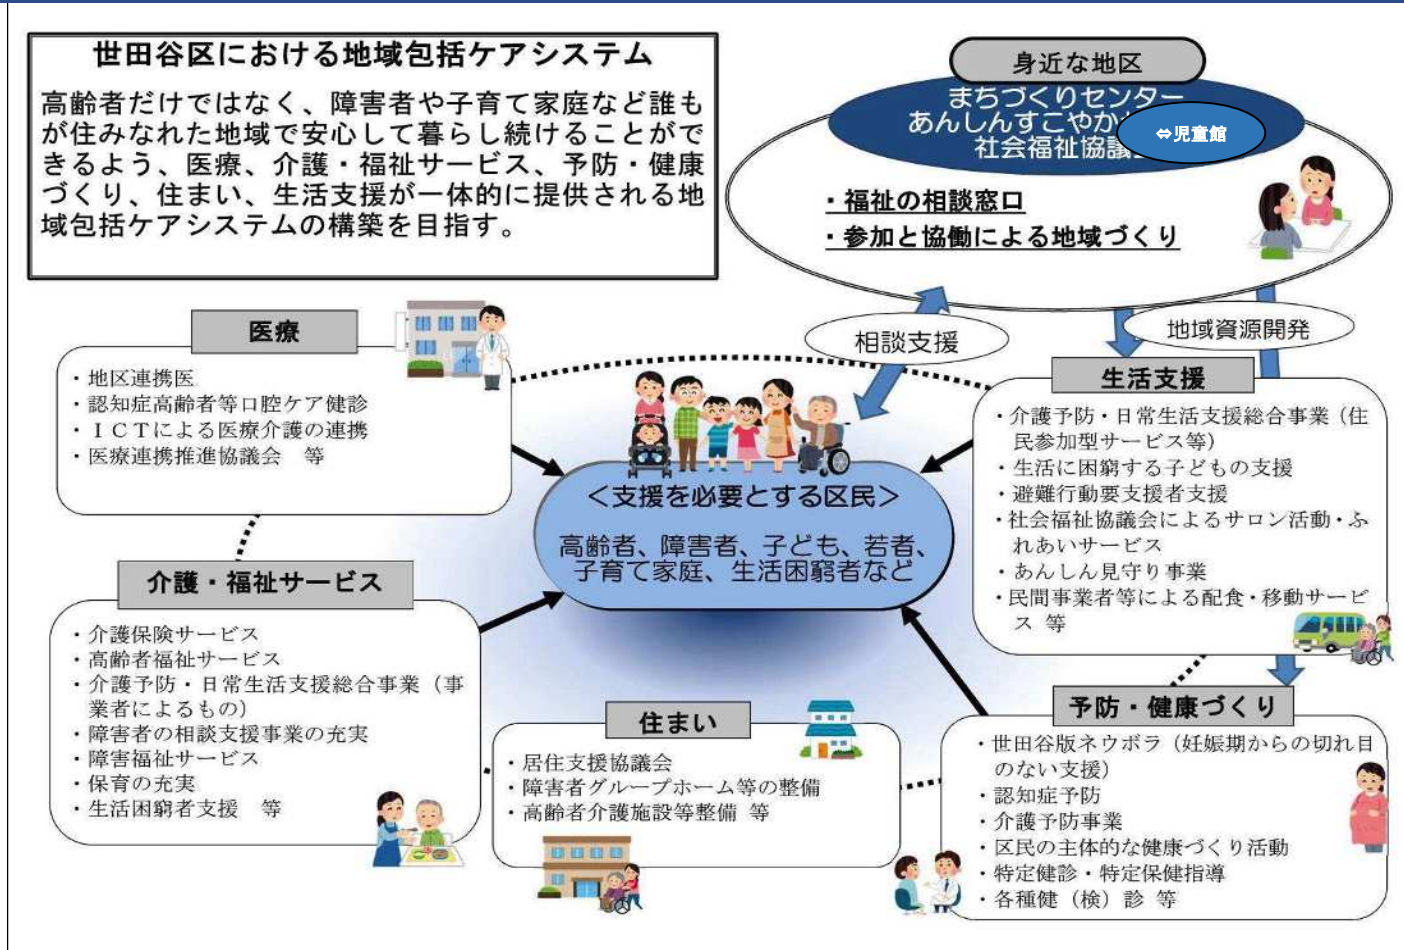 世田谷区における地域包括ケアシステム
高齢者だけではなく、障害者や子育て家庭など誰も
が住みなれた地域で安心して暮らし続けることがで
きるよう、医療、介護・福祉サービス、予防・健康
づくり、住まい、生活支援が一体的に提供される地
域包括ケアシステムの構築を目指す。
身近な地区
まちづくりセンター
あんしんすこやか
社会福祉協議
⇔児童館
・福祉の相談窓口
・参加と協働による地域づくり
相談支援
地域資源開発
医療
・地区連携医
・認知症高齢者等口腔ケア健診
・ＩＣＴによる医療介護の連携
・医療連携推進協議会　等
＜支援を必要とする区民＞
高齢者、障害者、子ども、若者、
子育て家庭、生活困窮者など
生活支援
・介護予防・日常生活支援総合事業（住
民参加型サービス等）
・生活に困窮する子どもの支援
・避難行動要支援者支援
・社会福祉協議会によるサロン活動・ふ
れあいサービス
・あんしん見守り事業
・民間事業者等による配食・移動サービ
ス 等
介護・福祉サービス
・介護保険サービス
・高齢者福祉サービス
・介護予防・日常生活支援総合事業（事
業者によるもの）
・障害者の相談支援事業の充実
・障害福祉サービス
・保育の充実
・生活困窮者支援　等
住まい
・居住支援協議会
・障害者グループホーム等の整備
・高齢者介護施設等整備 等
予防・健康づくり
・世田谷版ネウボラ（妊娠期からの切れ目
のない支援）
・認知症予防
・介護予防事業
・区民の主体的な健康づくり活動
・特定健診・特定保健指導
・各種健（検）診 等